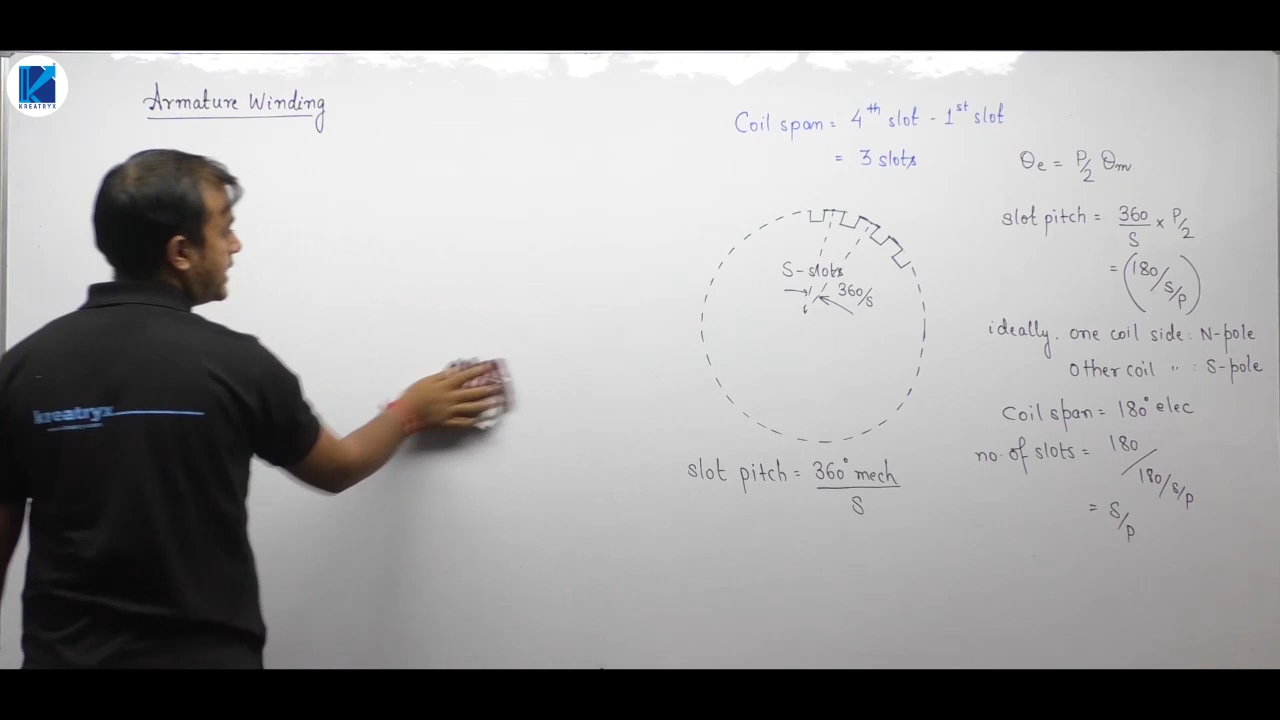 KREATRYX
Armature Winding
Coil span = 4th slot - 1st slot
= 3 slots
θe = P/2 θm
slot pitch = 360/S × P/2
= (180/S/P)
S-slots
360/S
ideally, one coil side : N-pole
Other coil " : S-pole
Coil span = 180° elec
no. of slots = 180/180/S/P
= S/P
slot pitch = 360° mech/S
kreatryx